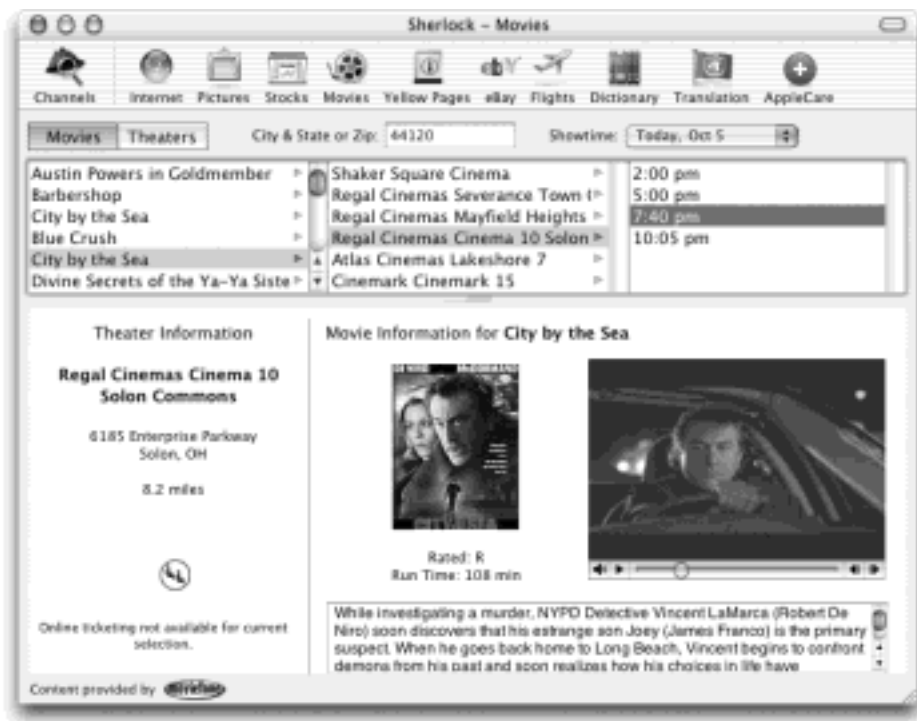 Sherlock – Movies
Channels Internet Pictures Stocks Movies Yellow Pages eBay Flights Dictionary Translation AppleCare
Movies Theaters City & State or Zip: 44120 Showtime: Today, Oct 5
Austin Powers in Goldmember
Barbershop
City by the Sea
Blue Crush
City by the Sea
Divine Secrets of the Ya-Ya Siste
Shaker Square Cinema
Regal Cinemas Severance Town (
Regal Cinemas Mayfield Heights
Regal Cinemas Cinema 10 Solon
Atlas Cinemas Lakeshore 7
Cinemark Cinemark 15
2:00 pm
5:00 pm
7:40 pm
10:05 pm
Theater Information
Regal Cinemas Cinema 10
Solon Commons
6185 Enterprise Parkway
Solon, OH
8.2 miles
Online ticketing not available for current
selection.
Movie Information for City by the Sea
Rated: R
Run Time: 108 min
While investigating a murder, NYPD Detective Vincent LaMarca (Robert De
Niro) soon discovers that his estrange son Joey (James Franco) is the primary
suspect. When he goes back home to Long Beach, Vincent begins to confront
demons from his past and soon realizes how his choices in life have
Content provided by moviefone